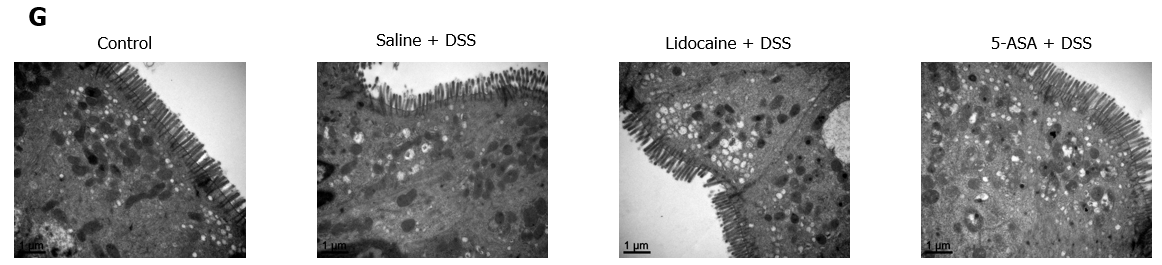 G
Control
Saline + DSS
Lidocaine + DSS
5-ASA + DSS
1 µm
1 µm
1 µm
1 µm